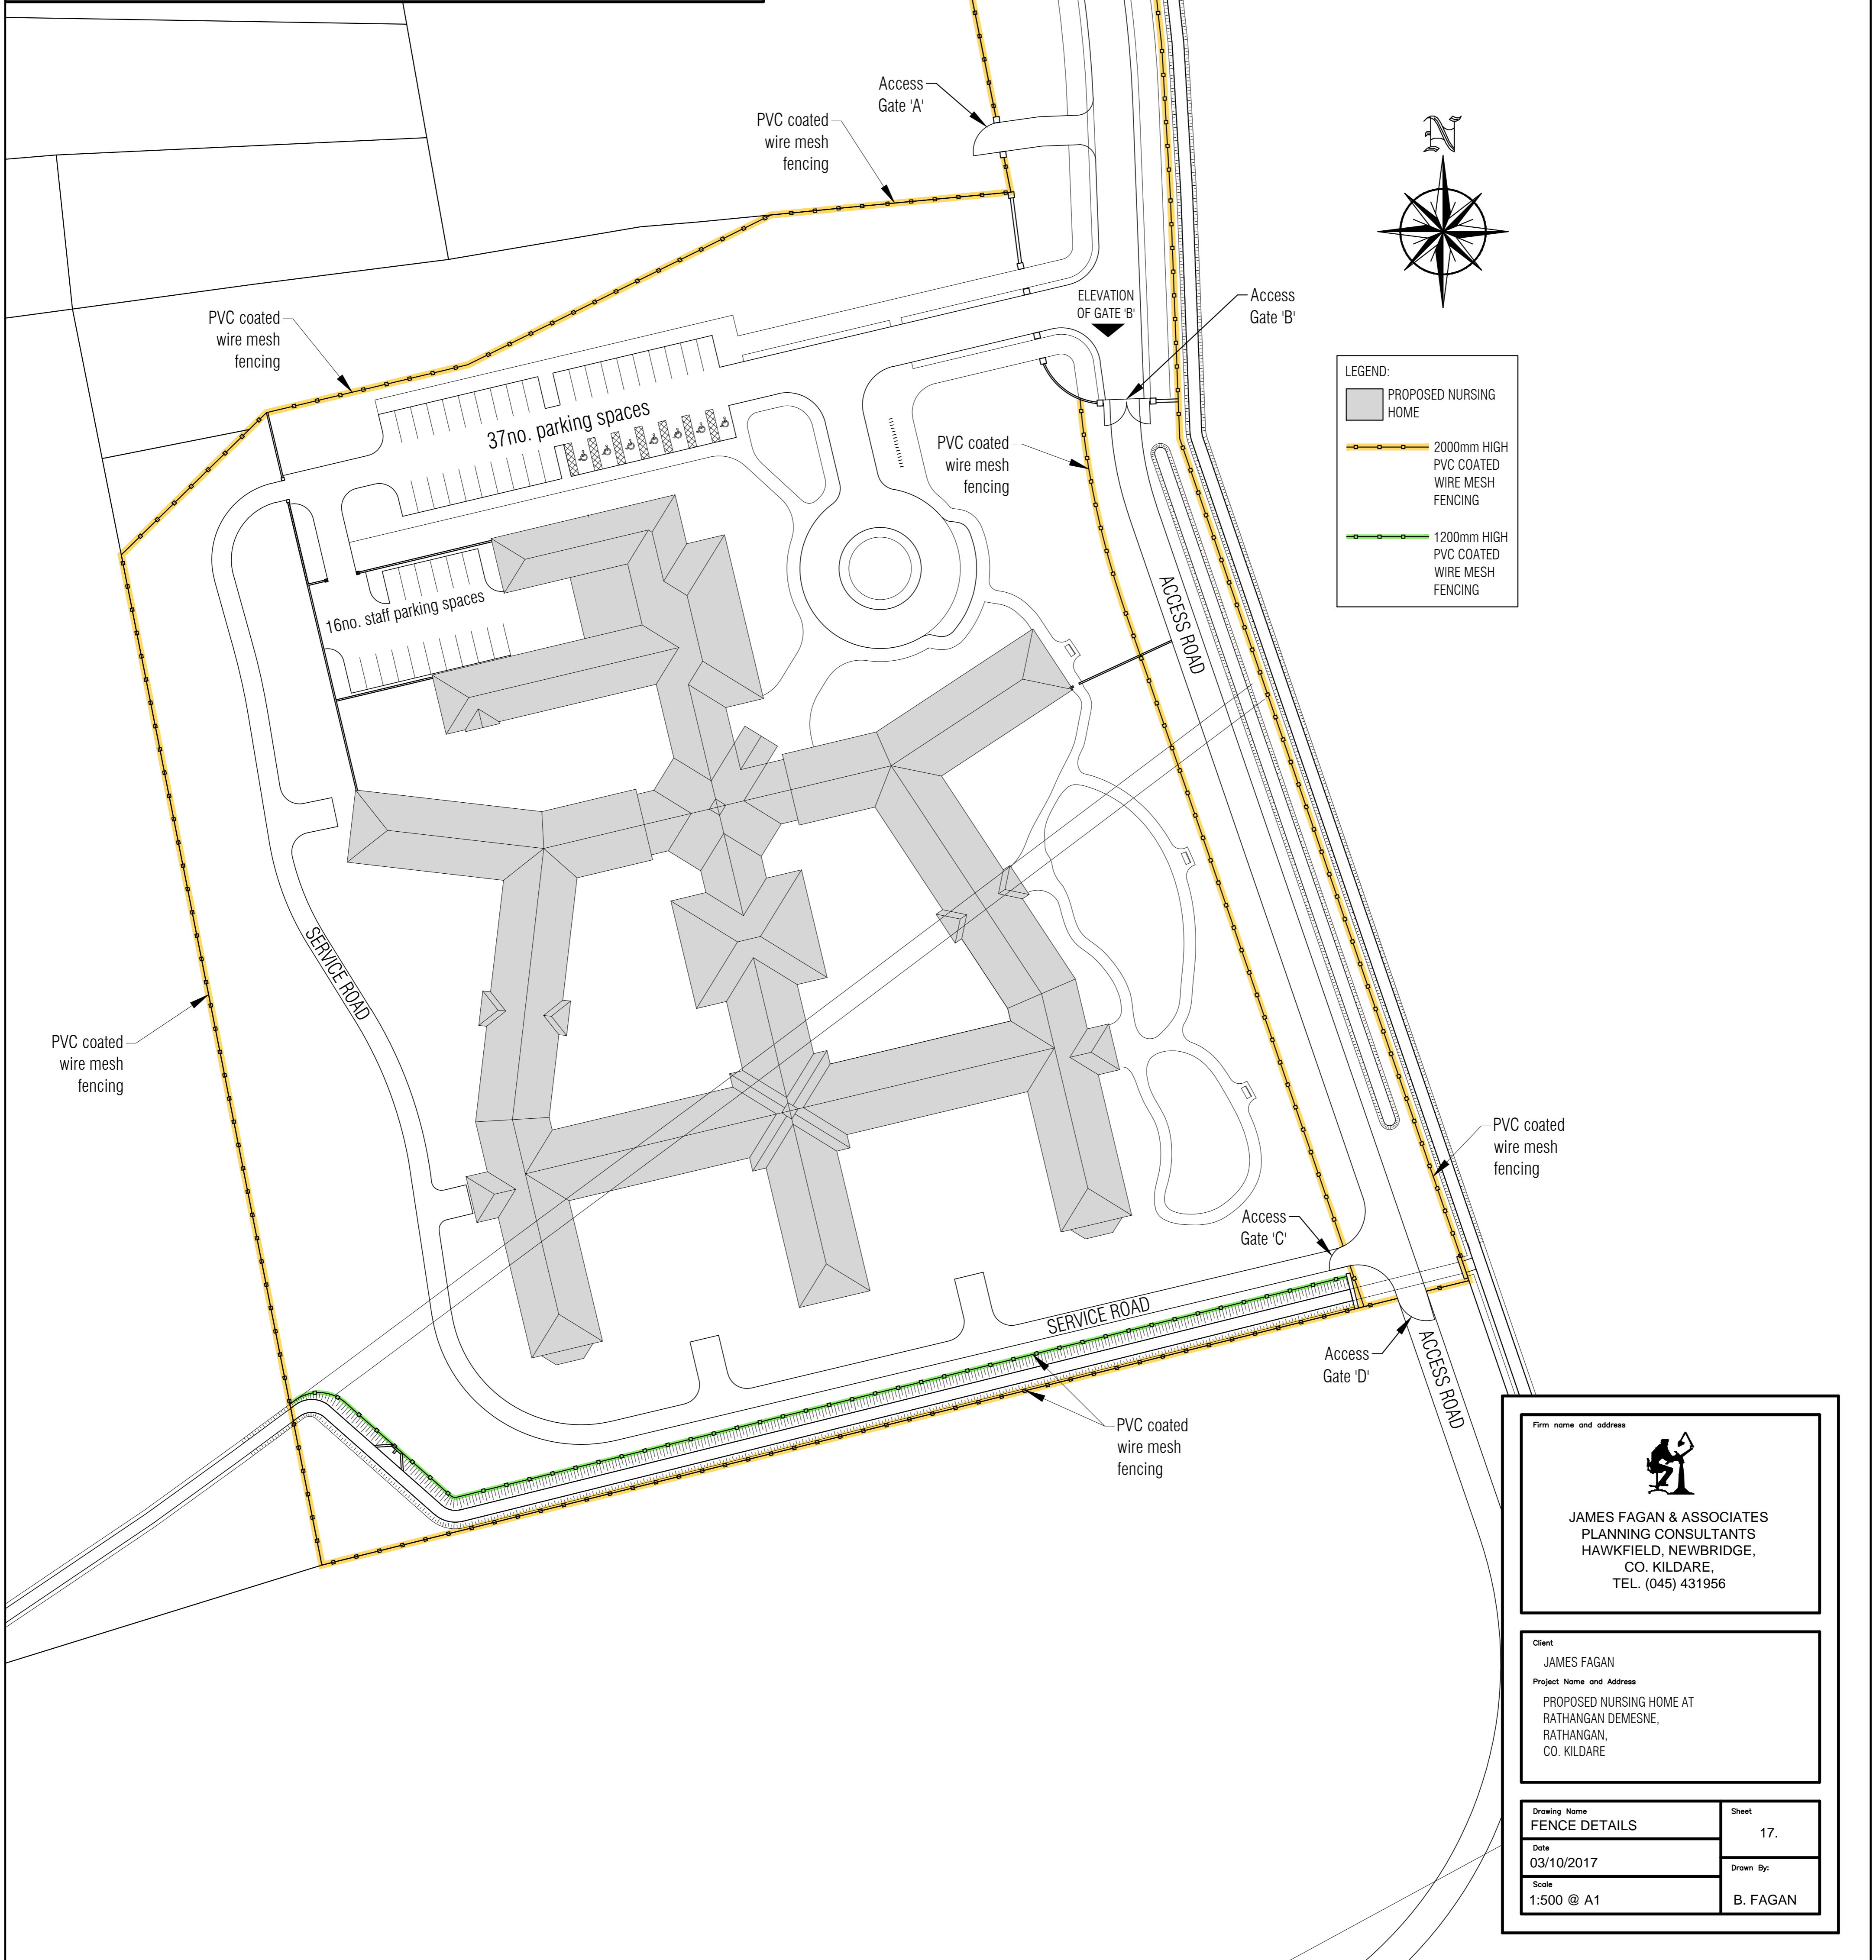 Access
Gate 'A'
PVC coated
wire mesh
fencing
N
PVC coated
wire mesh
fencing
ELEVATION
OF GATE 'B'
Access
Gate 'B'
LEGEND:
PROPOSED NURSING
HOME
2000mm HIGH
PVC COATED
WIRE MESH
FENCING
1200mm HIGH
PVC COATED
WIRE MESH
FENCING
37no. parking spaces
PVC coated
wire mesh
fencing
16no. staff parking spaces
ACCESS ROAD
SERVICE ROAD
PVC coated
wire mesh
fencing
PVC coated
wire mesh
fencing
Access
Gate 'C'
SERVICE ROAD
Access
Gate 'D'
ACCESS ROAD
PVC coated
wire mesh
fencing
Firm name and address
JAMES FAGAN & ASSOCIATES
PLANNING CONSULTANTS
HAWKFIELD, NEWBRIDGE,
CO. KILDARE,
TEL. (045) 431956
Client
JAMES FAGAN
Project Name and Address
PROPOSED NURSING HOME AT
RATHANGAN DEMESNE,
RATHANGAN,
CO. KILDARE
Drawing Name
FENCE DETAILS
Sheet
17.
Date
03/10/2017
Drawn By:
B. FAGAN
Scale
1:500 @ A1